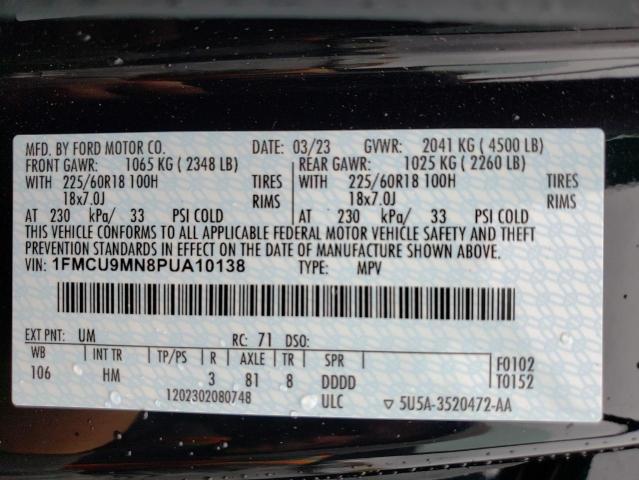 MFD. BY FORD MOTOR CO. DATE: 03/23 GVWR: 2041 KG ( 4500 LB)
FRONT GAWR: 1065 KG ( 2348 LB) REAR GAWR: 1025 KG ( 2260 LB)
WITH 225/60R18 100H TIRES WITH 225/60R18 100H TIRES
18x7.0J RIMS 18x7.0J RIMS
AT 230 kPa/ 33 PSI COLD AT 230 kPa/ 33 PSI COLD
THIS VEHICLE CONFORMS TO ALL APPLICABLE FEDERAL MOTOR VEHICLE SAFETY AND THEFT
PREVENTION STANDARDS IN EFFECT ON THE DATE OF MANUFACTURE SHOWN ABOVE.
VIN: 1FMCU9MN8PUA10138 TYPE: MPV
EXT PNT: UM RC: 71 DSO:
WB INT TR TP/PS R AXLE TR SPR F0102
106 HM 3 81 8 DDDD T0152
1202302080748 ULC ▽ 5U5A-3520472-AA